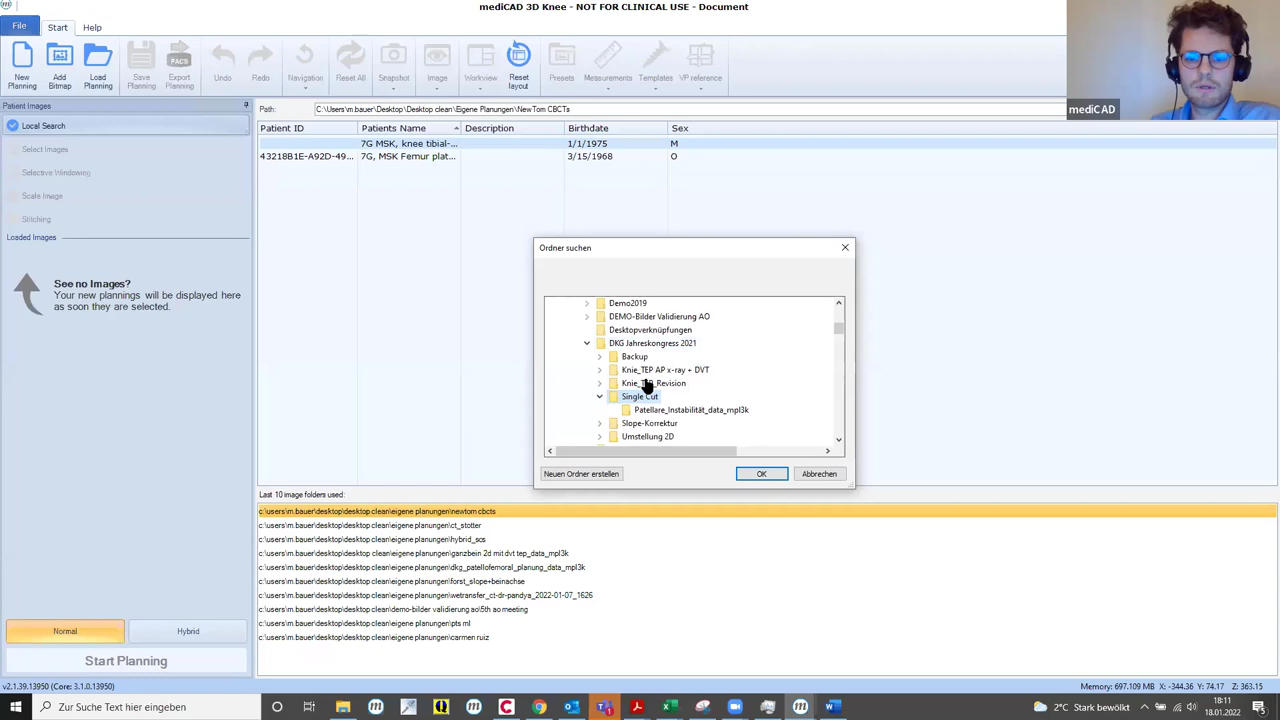 mediCAD 3D Knee - NOT FOR CLINICAL USE - Document
File Start Help
New Planning
Add Bitmap
Load Planning
Save Planning
PACS
Export Planning
Undo
Redo
Navigation
Reset All
Snapshot
Image
Workview
Reset layout
Presets
Measurements
Templates
VP reference
mediCAD
Patient Images
Path: C:\Users\m.bauer\Desktop\Desktop clean\Eigene Planungen\NewTom CBCTs
Local Search
Select Images
Selective Windowing
Scale Image
Stitching
Loaded Images
See no Images?
Your new plannings will be displayed here
as soon they are selected.
Patient ID Patients Name Description Birthdate Sex
7G MSK, knee tibial-... 1/1/1975 M
43218B1E-A92D-49... 7G, MSK Femur plat... 3/15/1968 O
Ordner suchen
Demo2019
DEMO-Bilder Validierung AO
Desktopverknüpfungen
DKG Jahreskongress 2021
Backup
Knie_TEP AP x-ray + DVT
Knie_TEP_Revision
Single Cut
Patellare_Instabilität_data_mpl3k
Slope-Korrektur
Umstellung 2D
Neuen Ordner erstellen OK Abbrechen
Last 10 image folders used:
c:\users\m.bauer\desktop\desktop clean\eigene planungen\newtom cbcts
c:\users\m.bauer\desktop\desktop clean\eigene planungen\ct_stotter
c:\users\m.bauer\desktop\desktop clean\eigene planungen\hybrid_scs
c:\users\m.bauer\desktop\desktop clean\eigene planungen\ganzbein 2d mit dvt tep_data_mpl3k
c:\users\m.bauer\desktop\desktop clean\eigene planungen\dkg_patellofemoral_planung_data_mpl3k
c:\users\m.bauer\desktop\desktop clean\eigene planungen\forst_slope+beinachse
c:\users\m.bauer\desktop\desktop clean\eigene planungen\wetransfer_ct-dr-pandya_2022-01-07_1626
c:\users\m.bauer\desktop\desktop clean\demo-bilder validierung ao\5th ao meeting
c:\users\m.bauer\desktop\desktop clean\eigene planungen\pts ml
c:\users\m.bauer\desktop\desktop clean\eigene planungen\carmen ruiz
Normal Hybrid
Start Planning
v2.1.39.13950 (Core: 3.1.0.13950)
Memory: 697.109 MB X: -344.36 Y: 74.17 Z: 363.15
Zur Suche Text hier eingeben
2°C Stark bewölkt
18:11
18.01.2022